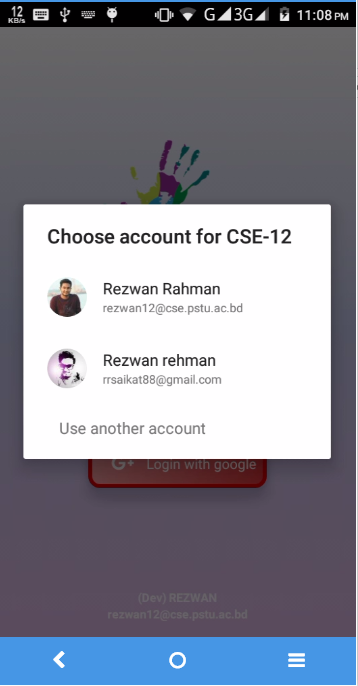 12
KB/s
G
3G
11:08 PM
Choose account for CSE-12
Rezwan Rahman
rezwan12@cse.pstu.ac.bd
Rezwan rehman
rrsaikat88@gmail.com
Use another account
G+ Login with google
(Dev) REZWAN
rezwan12@cse.pstu.ac.bd